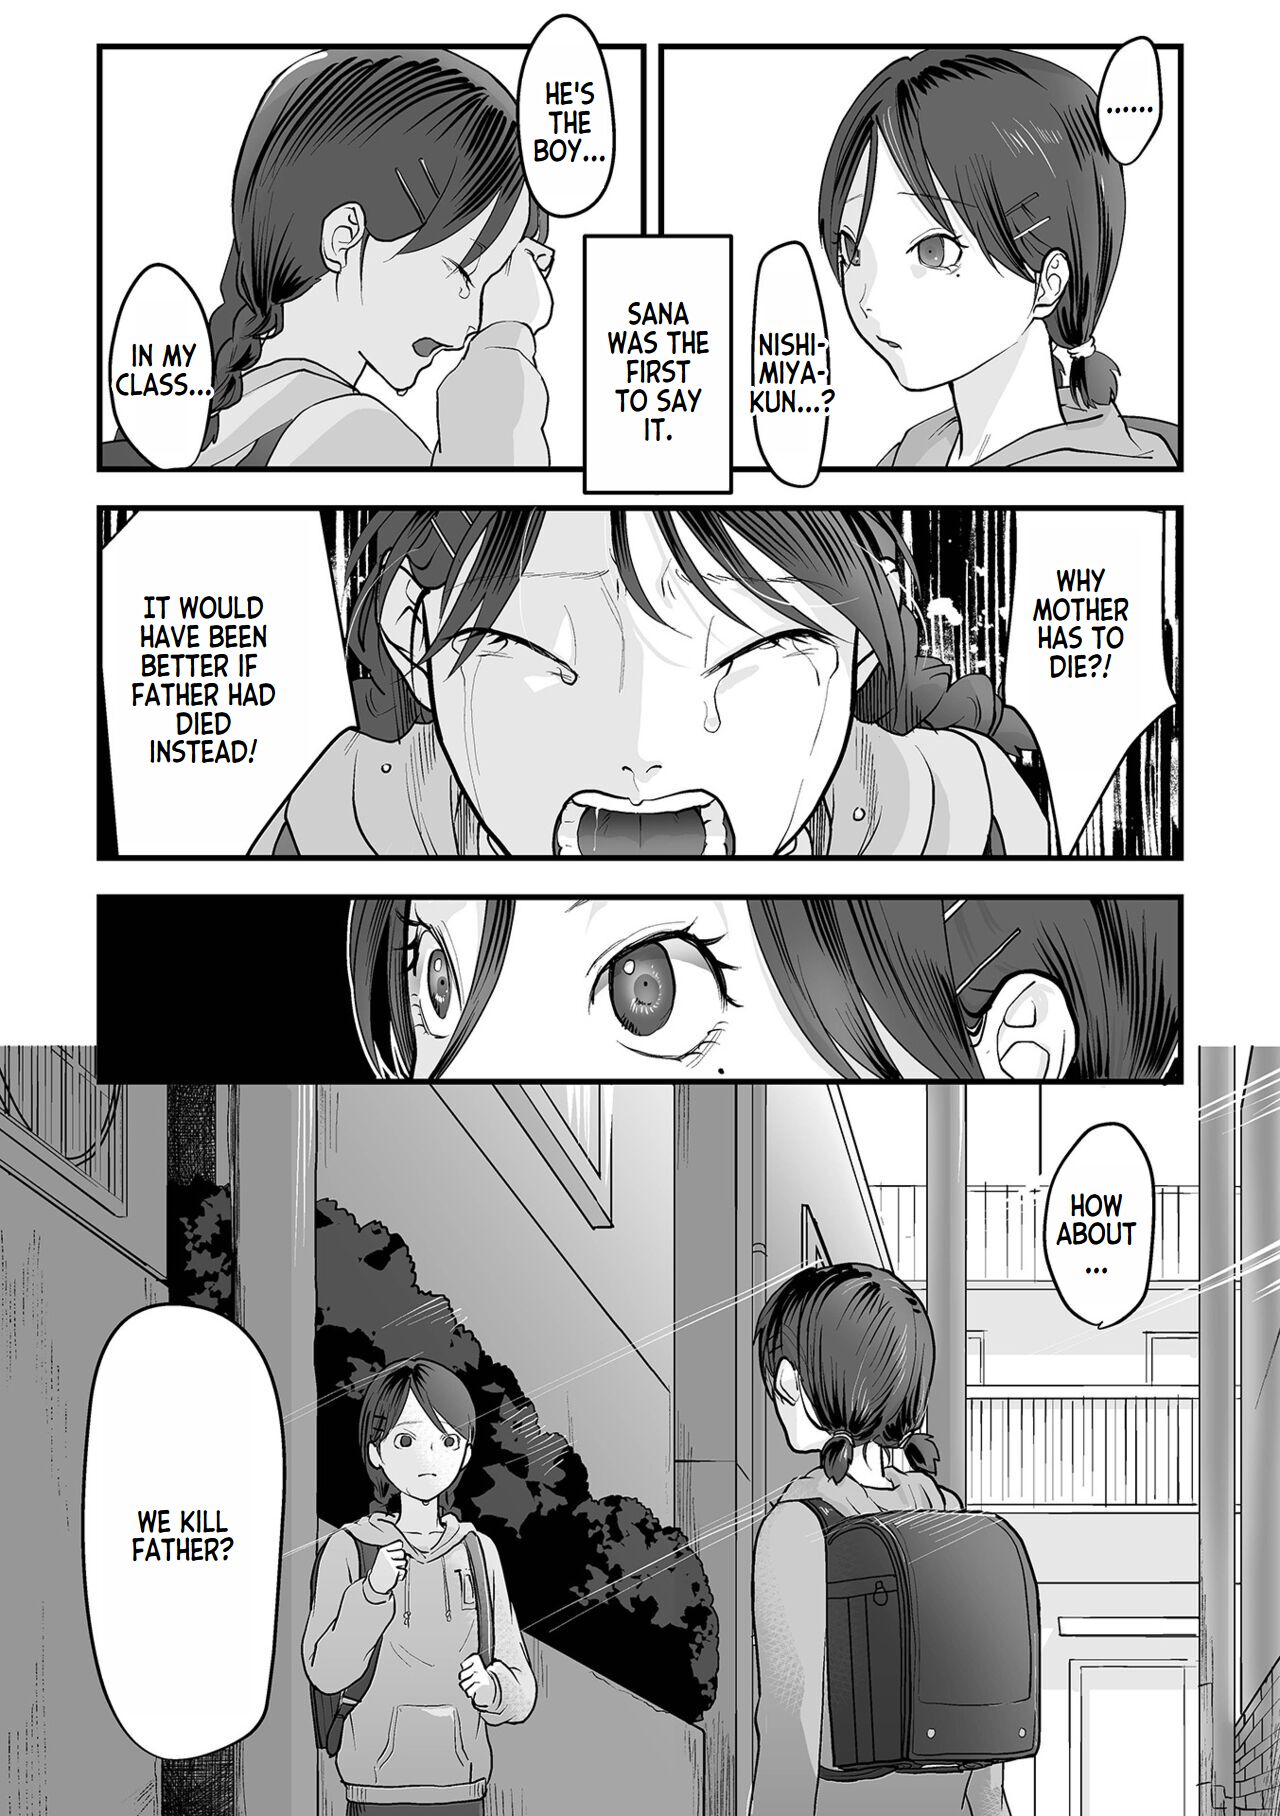 ......
NISHI-
MIYA-
KUN...?
HE'S
THE
BOY...
IN MY
CLASS...
SANA
WAS THE
FIRST
TO SAY
IT.
WHY
MOTHER
HAS TO
DIE?!
IT WOULD
HAVE BEEN
BETTER IF
FATHER HAD
DIED
INSTEAD!
HOW
ABOUT
...
WE KILL
FATHER?